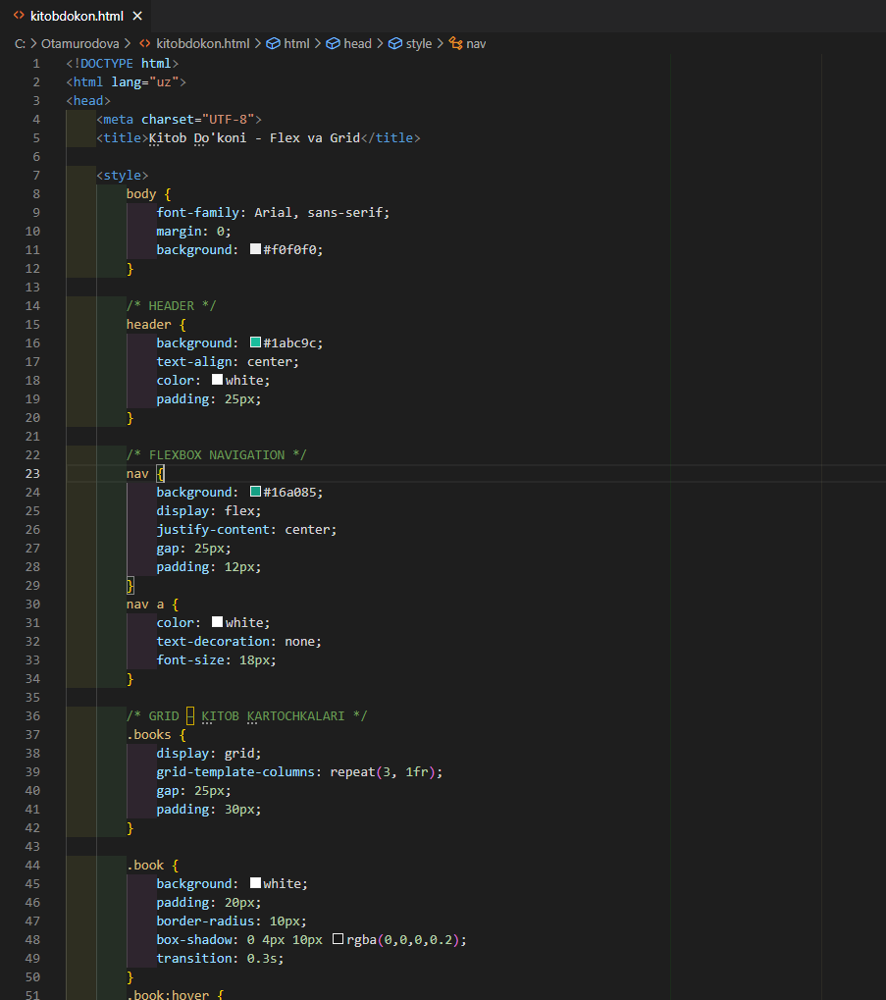 kitobdokon.html
C: > Otamurodova > kitobdokon.html > html > head > style > nav
1 <!DOCTYPE html>
2 <html lang="uz">
3 <head>
4 <meta charset="UTF-8">
5 <title>Kitob Do'koni - Flex va Grid</title>
6
7 <style>
8 body {
9 font-family: Arial, sans-serif;
10 margin: 0;
11 background: #f0f0f0;
12 }
13
14 /* HEADER */
15 header {
16 background: #1abc9c;
17 text-align: center;
18 color: white;
19 padding: 25px;
20 }
21
22 /* FLEXBOX NAVIGATION */
23 nav {
24 background: #16a085;
25 display: flex;
26 justify-content: center;
27 gap: 25px;
28 padding: 12px;
29 }
30 nav a {
31 color: white;
32 text-decoration: none;
33 font-size: 18px;
34 }
35
36 /* GRID – KITOB KARTOCHKALARI */
37 .books {
38 display: grid;
39 grid-template-columns: repeat(3, 1fr);
40 gap: 25px;
41 padding: 30px;
42 }
43
44 .book {
45 background: white;
46 padding: 20px;
47 border-radius: 10px;
48 box-shadow: 0 4px 10px rgba(0,0,0,0.2);
49 transition: 0.3s;
50 }
51 .book:hover {